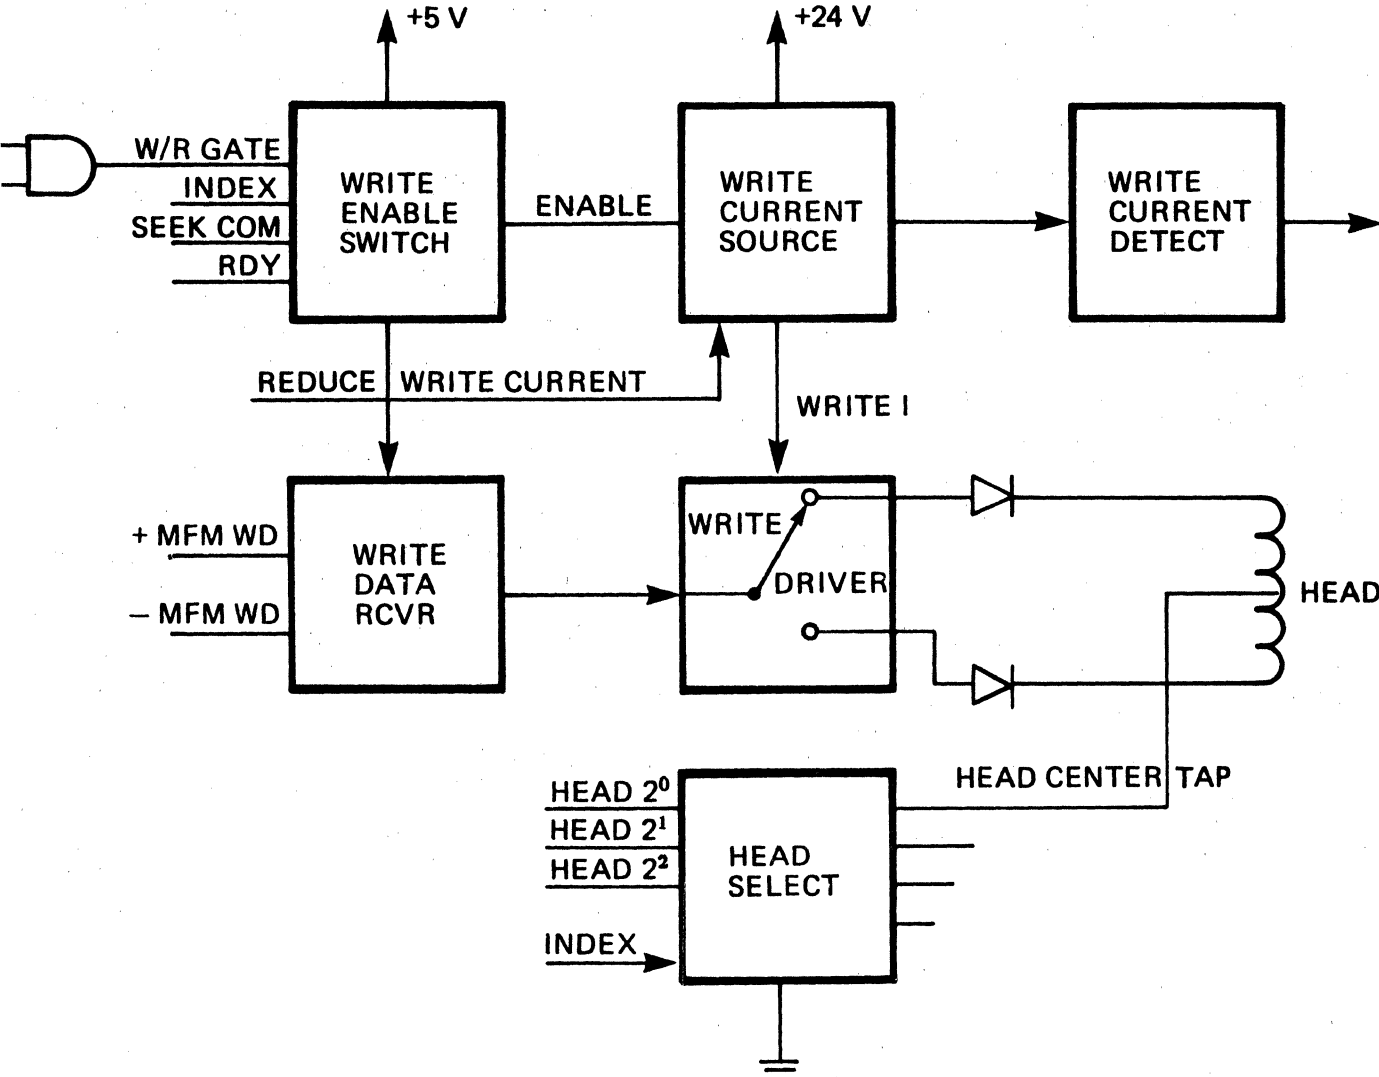 +5 V
+24 V
W/R GATE
INDEX
SEEK COM
RDY
WRITE
ENABLE
SWITCH
ENABLE
WRITE
CURRENT
SOURCE
WRITE
CURRENT
DETECT
REDUCE WRITE CURRENT
WRITE I
+ MFM WD
− MFM WD
WRITE
DATA
RCVR
WRITE
DRIVER
HEAD
HEAD CENTER TAP
HEAD 2⁰
HEAD 2¹
HEAD 2²
INDEX
HEAD
SELECT